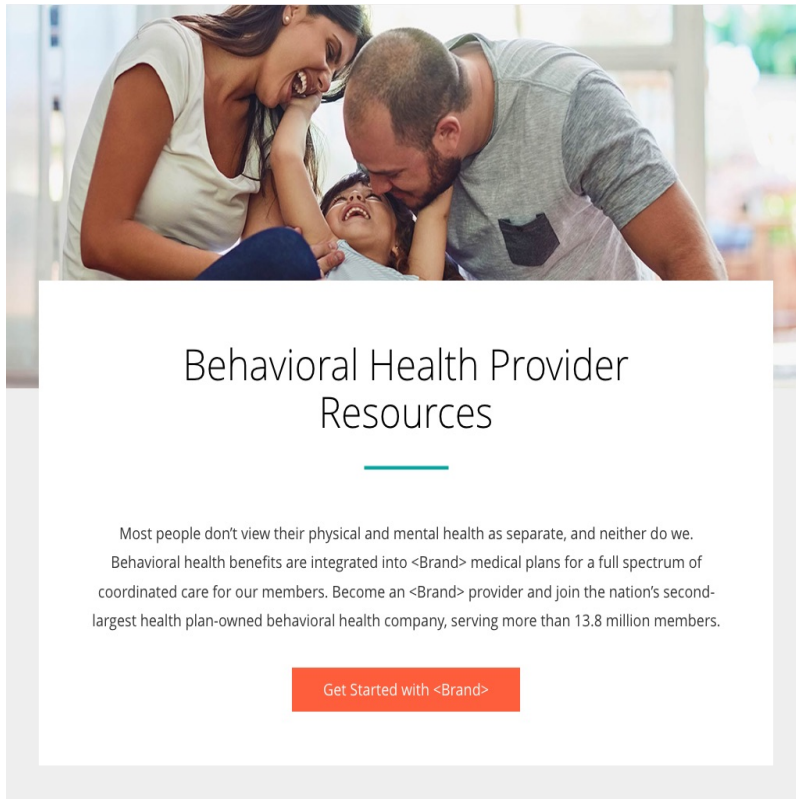 Behavioral Health Provider
Resources
Most people don’t view their physical and mental health as separate, and neither do we.
Behavioral health benefits are integrated into <Brand> medical plans for a full spectrum of
coordinated care for our members. Become an <Brand> provider and join the nation’s second-
largest health plan-owned behavioral health company, serving more than 13.8 million members.
Get Started with <Brand>